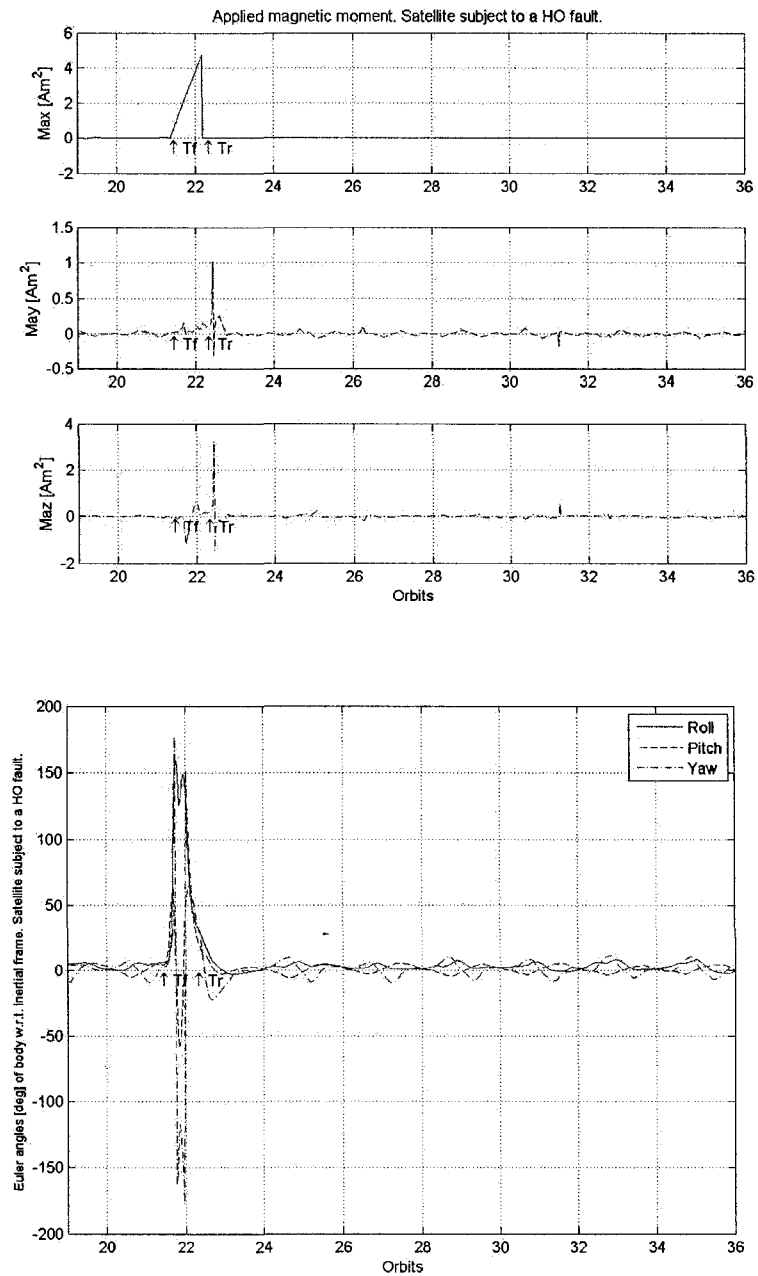 Applied magnetic moment. Satellite subject to a HO fault.
6
4
2
0
-2
Max [Am²]
↑ Tf ↑ Tr
20 22 24 26 28 30 32 34 36
1.5
1
0.5
0
-0.5
May [Am²]
↑ Tf ↑ Tr
20 22 24 26 28 30 32 34 36
4
2
0
-2
Maz [Am²]
↑ Tf ↑ Tr
20 22 24 26 28 30 32 34 36
Orbits
200
150
100
50
0
-50
-100
-150
-200
Euler angles [deg] of body w.r.t. Inertial frame. Satellite subject to a HO fault.
Roll
Pitch
Yaw
↑ Tf ↑ Tr
20 22 24 26 28 30 32 34 36
Orbits